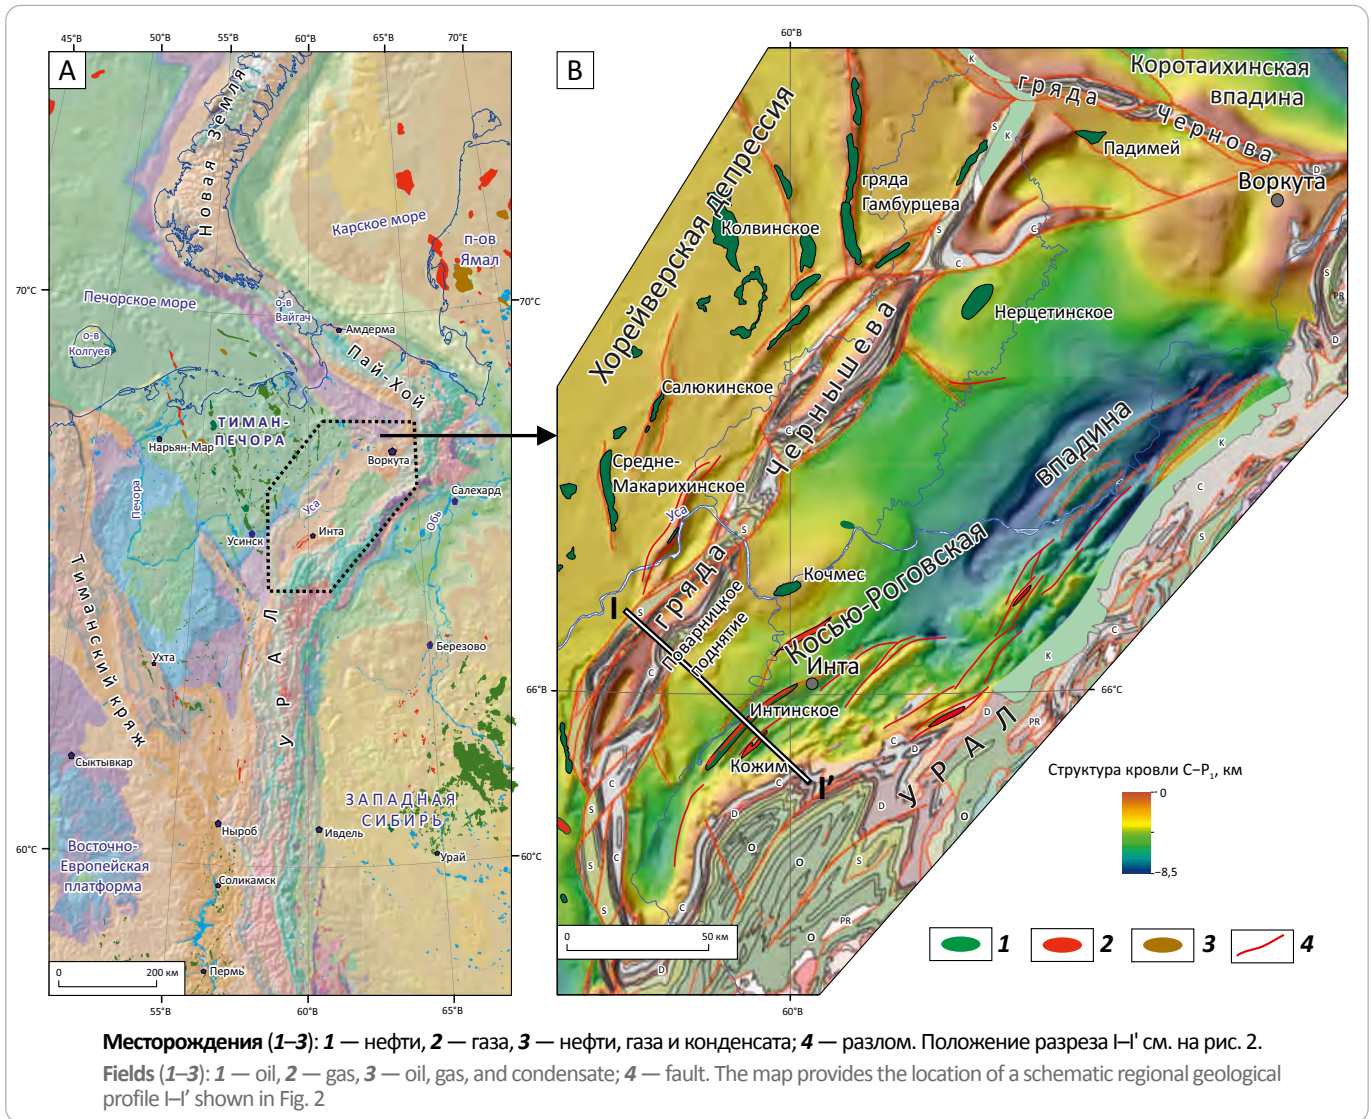 45°В 50°В 55°В 60°В 65°В 70°Е
60°В
A
B
Новая Земля
Карское море
п-ов
Ямал
70°С
70°С
Печорское море
о-в
Вайгач
Амдерма
о-в
Колгуев
Пай-Хой
ТИМАН-
ПЕЧОРА
Нарьян-Мар
Воркута
Печора
Салехард
Уса
Обь
Усинск
Инта
Тиманский кряж
УРАЛ
Ухта
Березово
Сыктывкар
ЗАПАДНАЯ
СИБИРЬ
Ныроб
Ивдель
60°С
60°С
Урай
Восточно-
Европейская
платформа
Соликамск
Пермь
0 200 км
55°В 60°В 65°В
Коротаихинская
впадина
гряда Чернова
Падимей
Воркута
Хорейверская депрессия
гряда
Гамбурцева
Колвинское
Нерцетинское
Салюкинское
гряда Чернышева
Средне-
Макарихинское
Уса
Косью-Роговская впадина
Кочмес
I
Поварницкое
поднятие
Инта
66°В
66°С
Интинское
Кожим
I'
УРАЛ
K
S
K
D
S
C
C
S
PR
D
C
K
C
S
S
S
C
C
K
D
PR
C
D
C
D
D
O
S
C
O
O
S
S
C
PR
O
D
0 50 км
60°В
Структура кровли С–Р₁, км
0
–8,5
1 2 3 4
Месторождения (1–3): 1 — нефти, 2 — газа, 3 — нефти, газа и конденсата; 4 — разлом. Положение разреза I–I' см. на рис. 2.
Fields (1–3): 1 — oil, 2 — gas, 3 — oil, gas, and condensate; 4 — fault. The map provides the location of a schematic regional geological
profile I–I' shown in Fig. 2